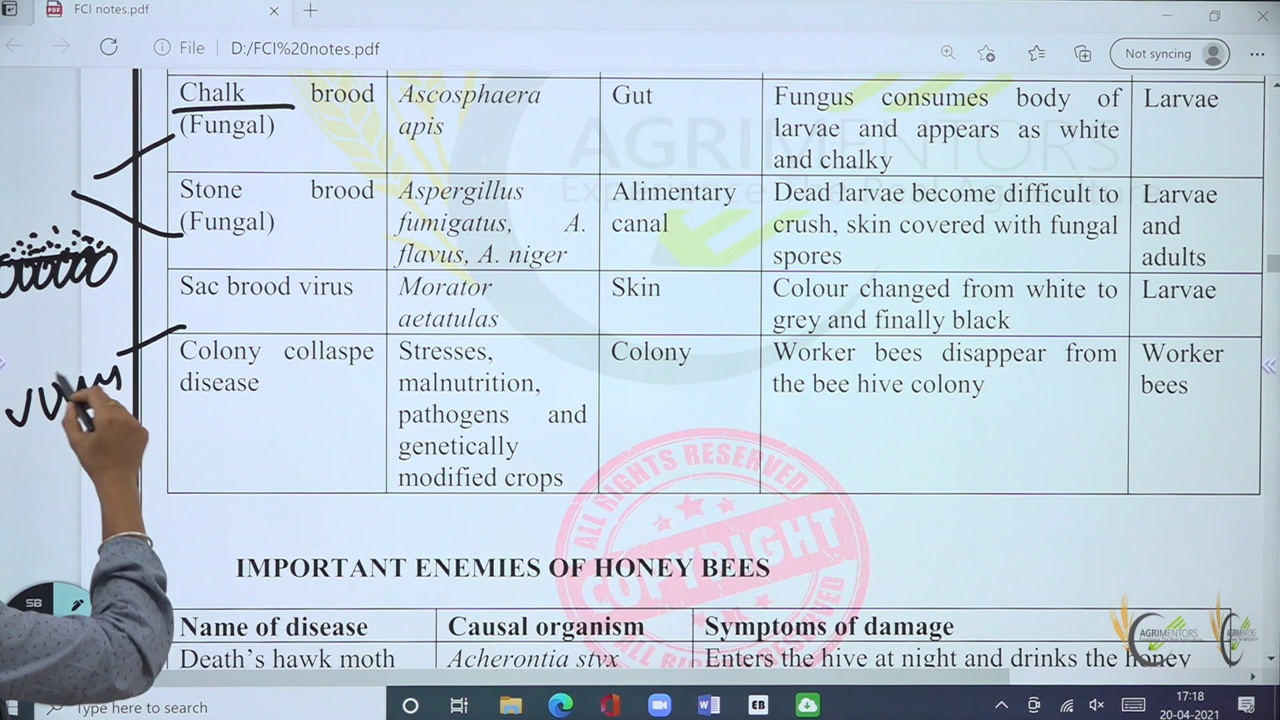 FCI notes.pdf
File D:/FCI%20notes.pdf Not syncing
Chalk brood (Fungal)
Ascosphaera apis
Gut
Fungus consumes body of
larvae and appears as white
and chalky
Larvae
Stone brood
(Fungal)
Aspergillus
fumigatus, A.
flavus, A. niger
Alimentary
canal
Dead larvae become difficult to
crush, skin covered with fungal
spores
Larvae
and
adults
Sac brood virus
Morator
aetatulas
Skin
Colour changed from white to
grey and finally black
Larvae
Colony collaspe
disease
Stresses,
malnutrition,
pathogens and
genetically
modified crops
Colony
Worker bees disappear from
the bee hive colony
Worker
bees
AGRIMENTORS
ALL RIGHTS RESERVED
COPYRIGHT
ALL RIGHTS RESERVED
IMPORTANT ENEMIES OF HONEY BEES
Name of disease Causal organism Symptoms of damage
Death's hawk moth Acherontia styx Enters the hive at night and drinks the honey
SB
AGRIMENTORS
Type here to search
EB
17:18
20-04-2021